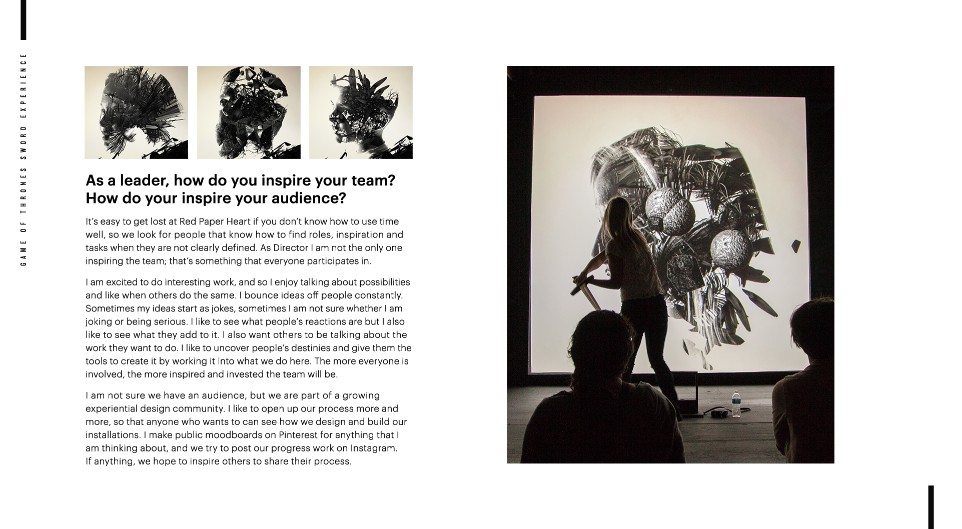 GAME OF THRONES SWORD EXPERIENCE
As a leader, how do you inspire your team?
How do your inspire your audience?
It's easy to get lost at Red Paper Heart if you don't know how to use time
well, so we look for people that know how to find roles, inspiration and
tasks when they are not clearly defined. As Director I am not the only one
inspiring the team; that's something that everyone participates in.
I am excited to do interesting work, and so I enjoy talking about possibilities
and like when others do the same. I bounce ideas off people constantly.
Sometimes my ideas start as jokes, sometimes I am not sure whether I am
joking or being serious. I like to see what people's reactions are but I also
like to see what they add to it. I also want others to be talking about the
work they want to do. I like to uncover people's destinies and give them the
tools to create it by working it into what we do here. The more everyone is
involved, the more inspired and invested the team will be.
I am not sure we have an audience, but we are part of a growing
experiential design community. I like to open up our process more and
more, so that anyone who wants to can see how we design and build our
installations. I make public moodboards on Pinterest for anything that I
am thinking about, and we try to post our progress work on Instagram.
If anything, we hope to inspire others to share their process.